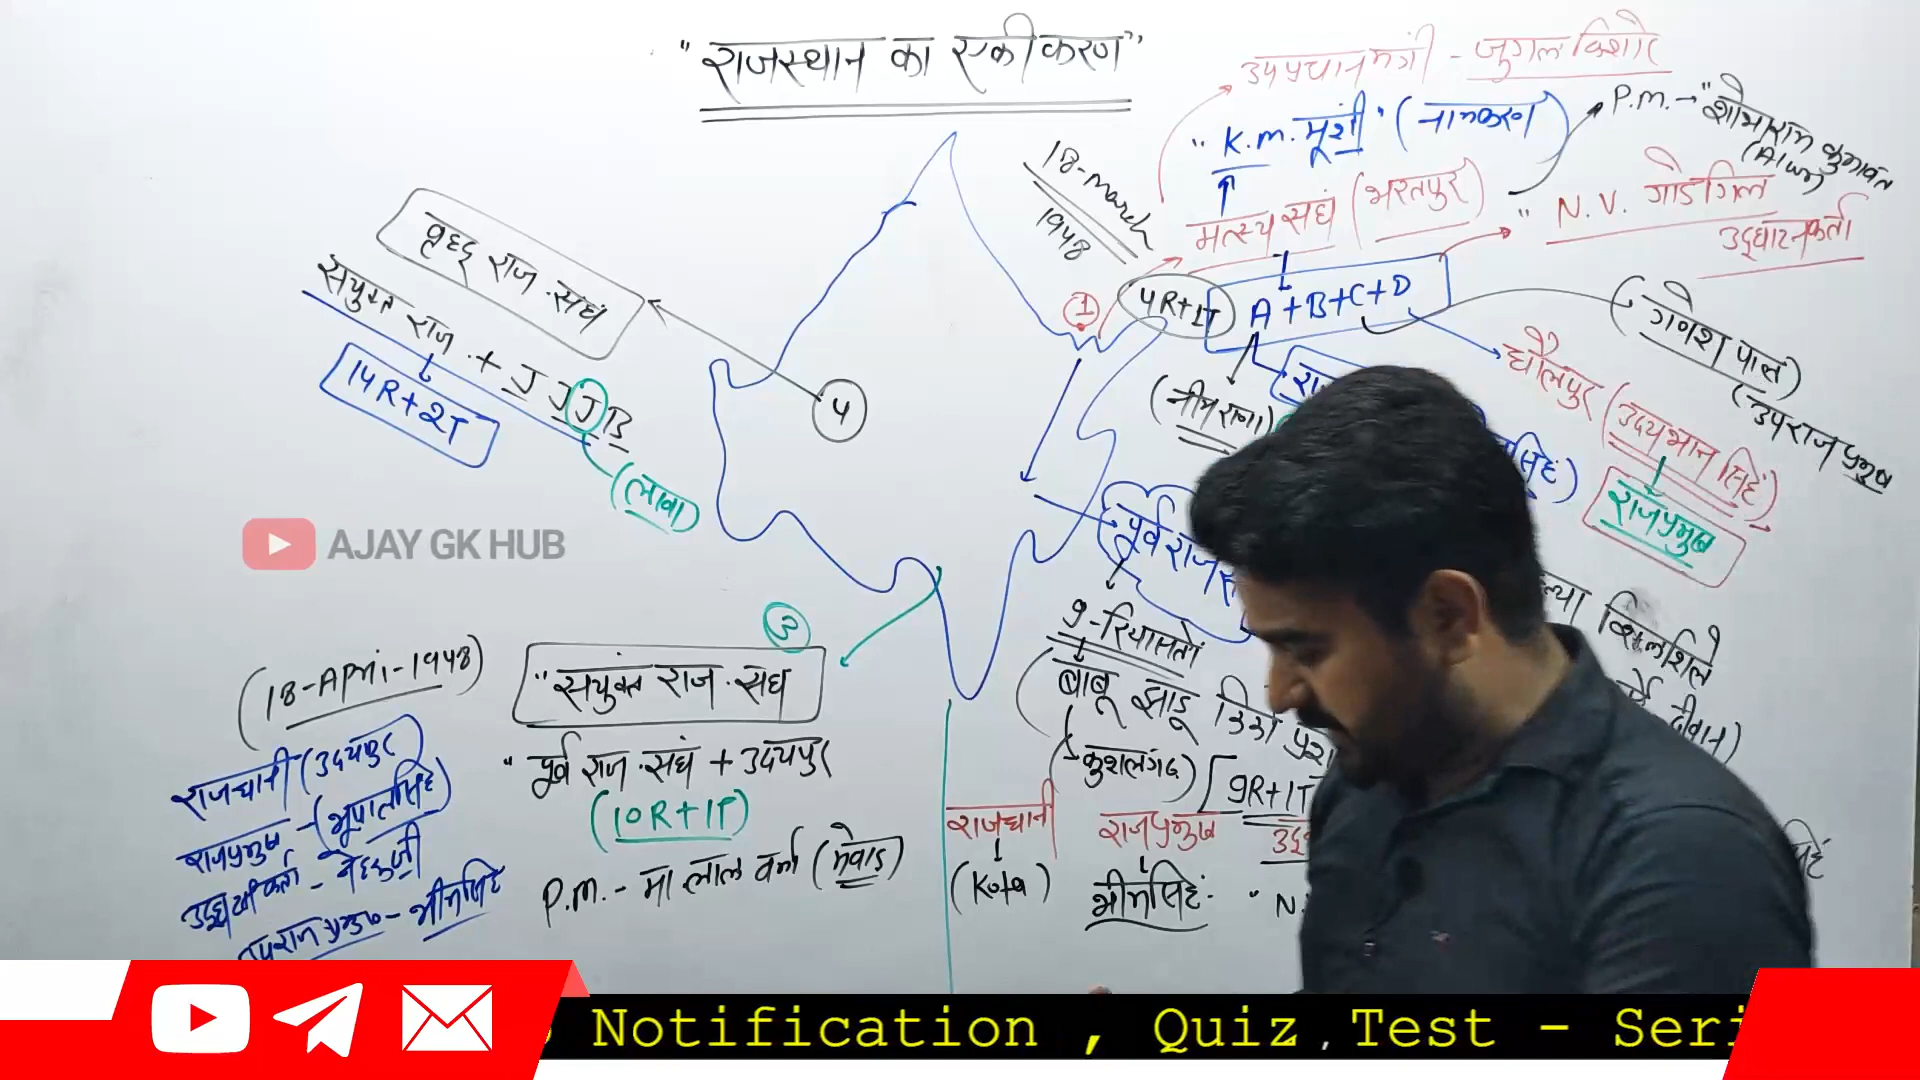 "राजस्थान का एकीकरण"
उपप्रधानमंत्री - जुगल किशोर
"K.M. मुंशी" (नामकरण)
P.M. → "शोभाराम कुमावत
(Alwar)
18-march
1948
मत्स्य संघ (भरतपुर)
"N.V. गॉडगिल
उद्घाटनकर्ता
1
4R+1T
A+B+C+D
(नीमराणा)
सिंह)
धौलपुर (उदयभान सिंह)
राजप्रमुख
(गणेश पाल)
(उपराजप्रमुख
वृहद् राज. संघ
संयुक्त राज. + J J J B
14R+2T
(लावा)
4
AJAY GK HUB
पूर्व राज
9-रियासतों
बाबू झाडू किश प्र
कुशलगढ)
9R+1T
दीवान)
राजधानी
(Kota)
राजप्रमुख
भीमसिंह
"N.
3
(18-April-1948)
"संयुक्त राज. संघ
"पूर्व राज. संघ + उदयपुर
(10R+1T)
P.M. - मा लाल वर्मा (मेवाड)
राजधानी (उदयपुर
राजप्रमुख - (भूपालसिंह)
उद्घाटनकर्ता - नेहरूजी
उपराजप्रमुख - भीमसिंह
Notification , Quiz , Test - Seri